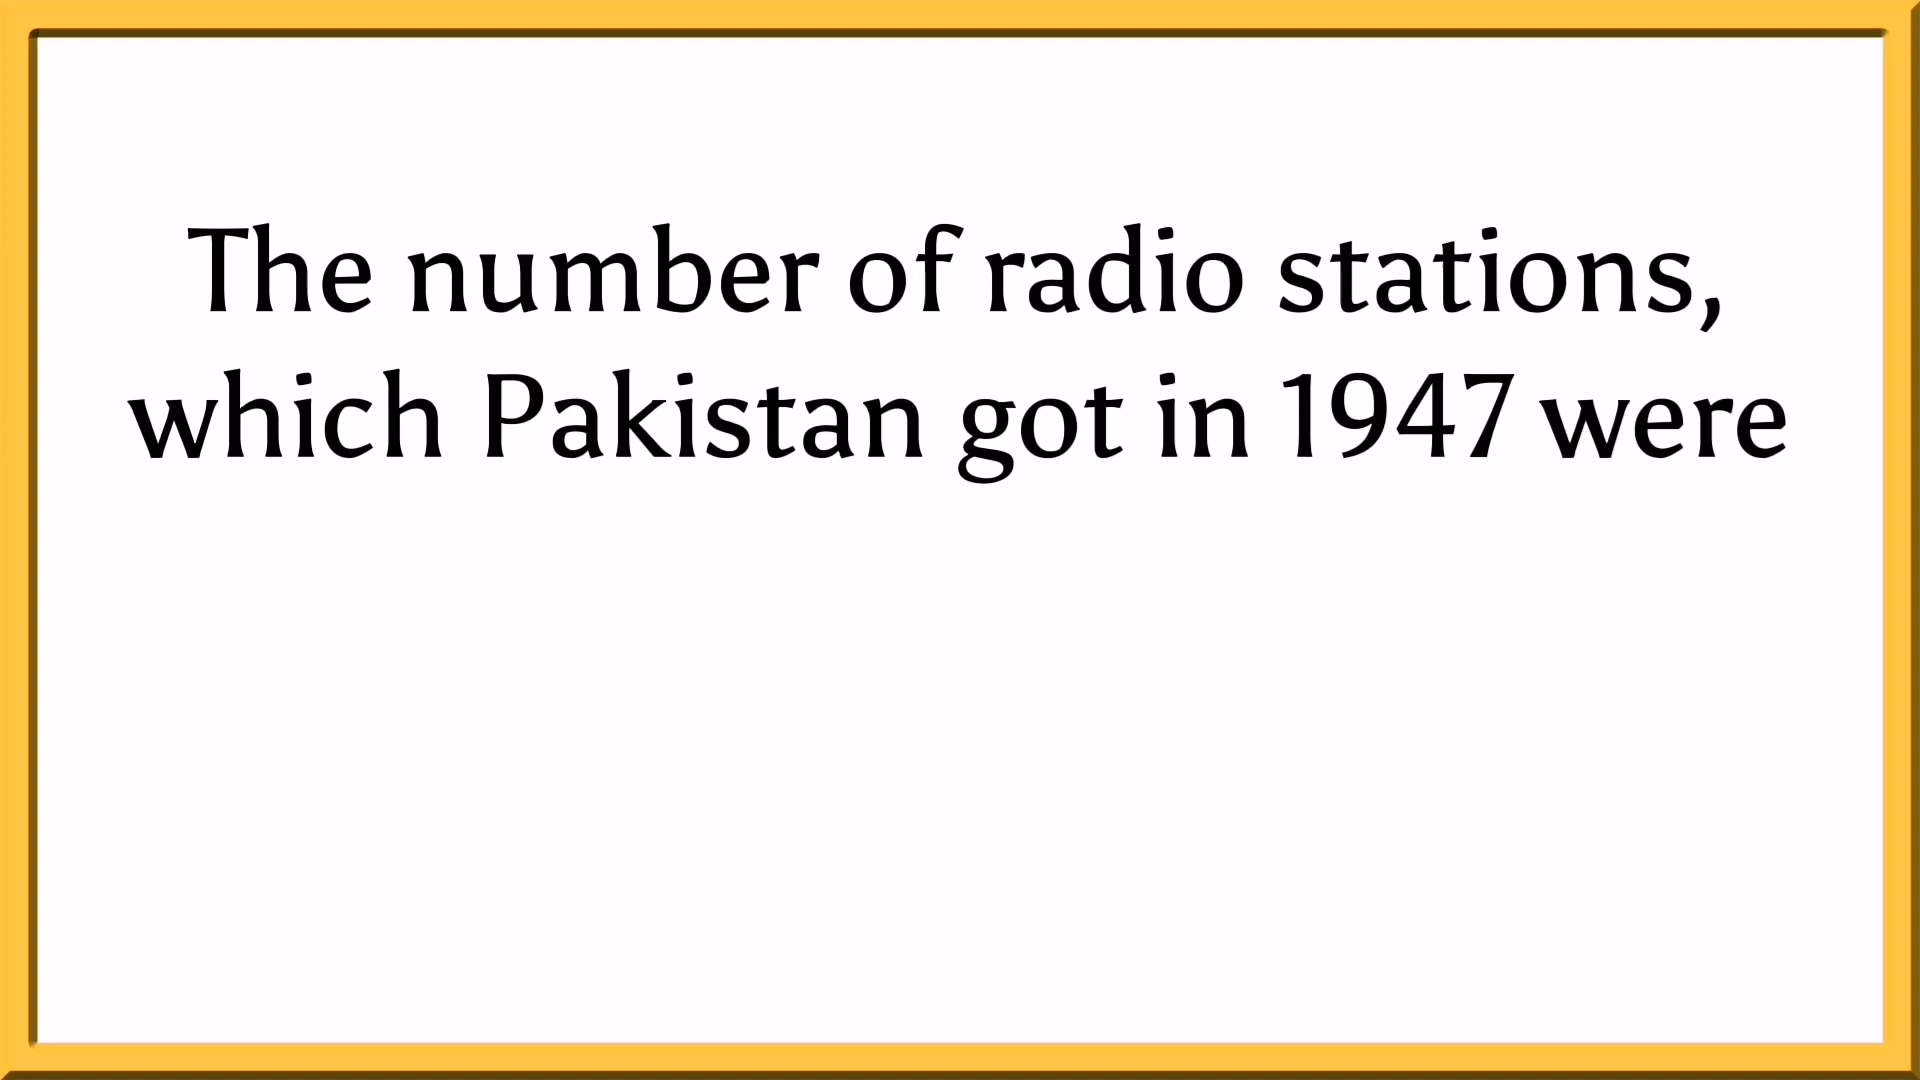 The number of radio stations,
which Pakistan got in 1947 were